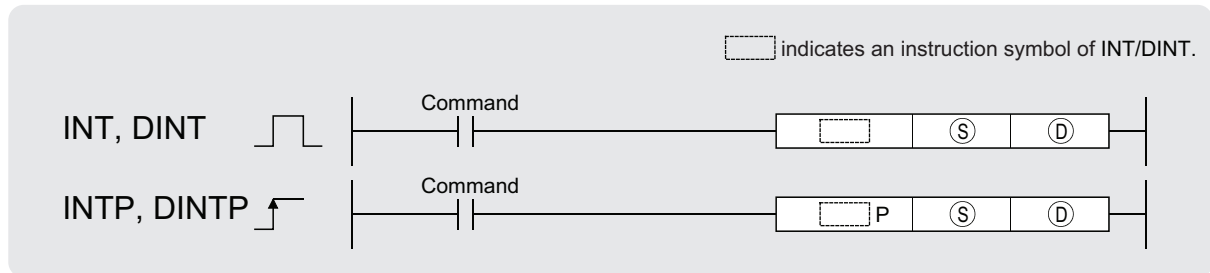 indicates an instruction symbol of INT/DINT.
Command
INT, DINT Ⓢ Ⓓ
Command
INTP, DINTP P Ⓢ Ⓓ